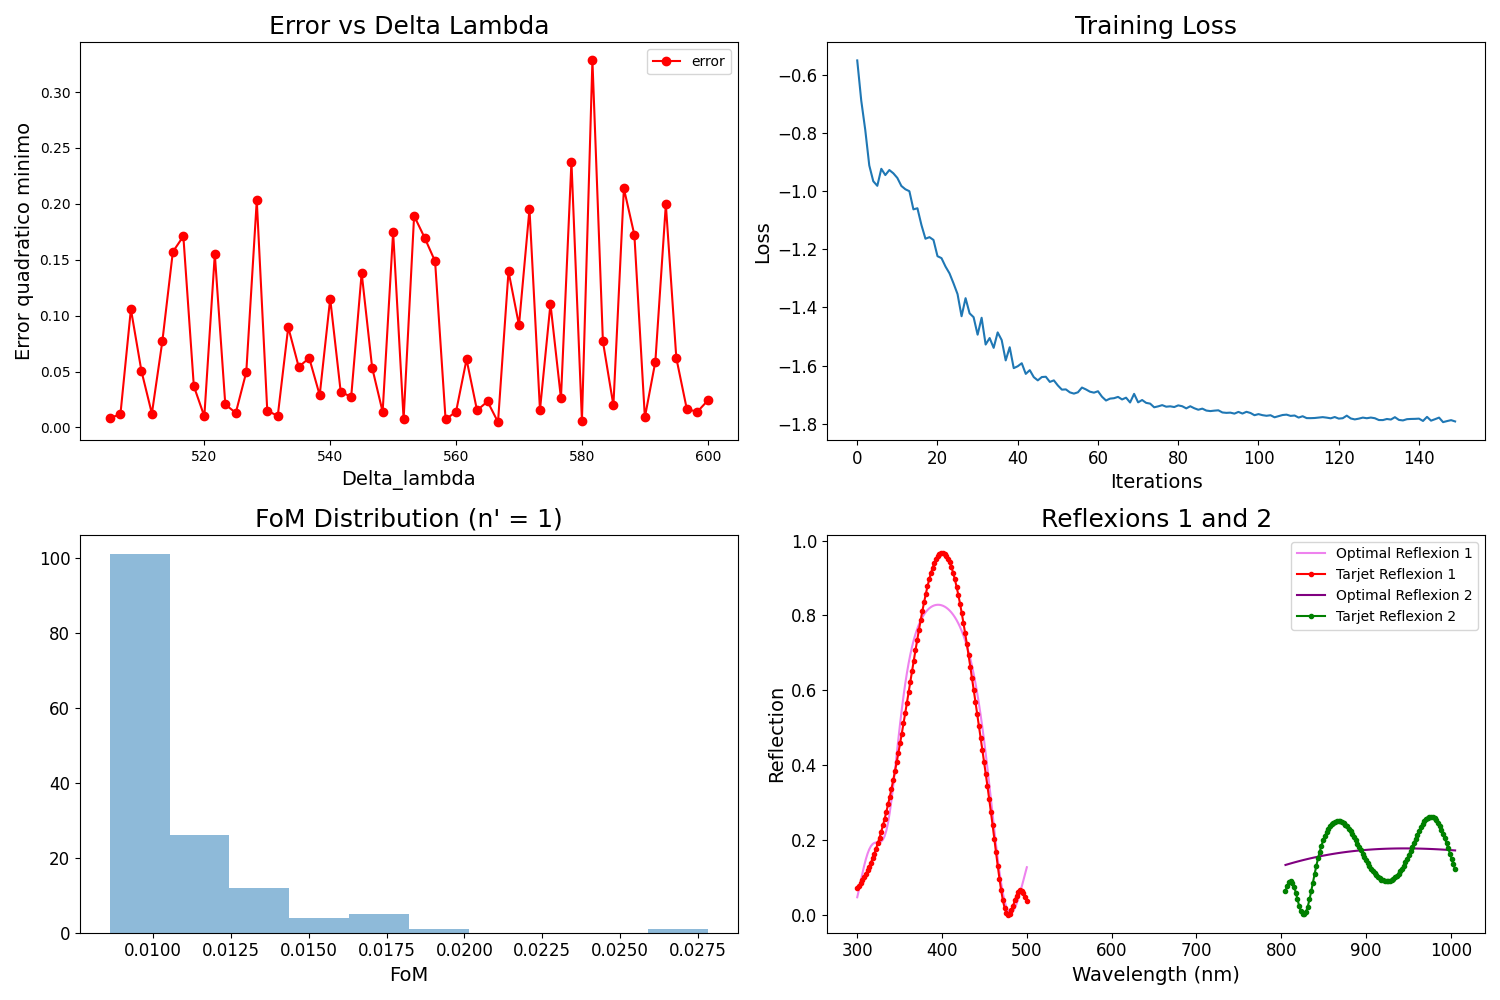 Error vs Delta Lambda
error
Error quadratico minimo
0.30
0.25
0.20
0.15
0.10
0.05
0.00
520 540 560 580 600
Delta_lambda
Training Loss
Loss
−0.6
−0.8
−1.0
−1.2
−1.4
−1.6
−1.8
0 20 40 60 80 100 120 140
Iterations
FoM Distribution (n' = 1)
100
80
60
40
20
0
0.0100 0.0125 0.0150 0.0175 0.0200 0.0225 0.0250 0.0275
FoM
Reflexions 1 and 2
Optimal Reflexion 1
Tarjet Reflexion 1
Optimal Reflexion 2
Tarjet Reflexion 2
Reflection
1.0
0.8
0.6
0.4
0.2
0.0
300 400 500 600 700 800 900 1000
Wavelength (nm)